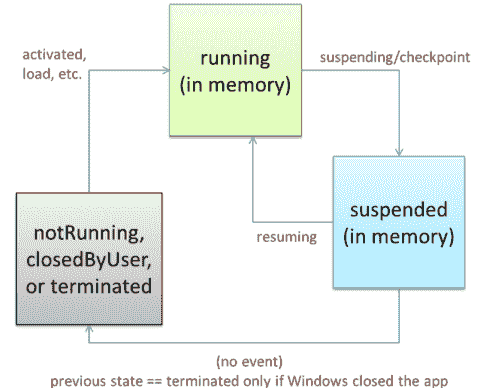 activated,
load, etc.
running
(in memory)
suspending/checkpoint
suspended
(in memory)
resuming
notRunning,
closedByUser,
or terminated
(no event)
previous state == terminated only if Windows closed the app